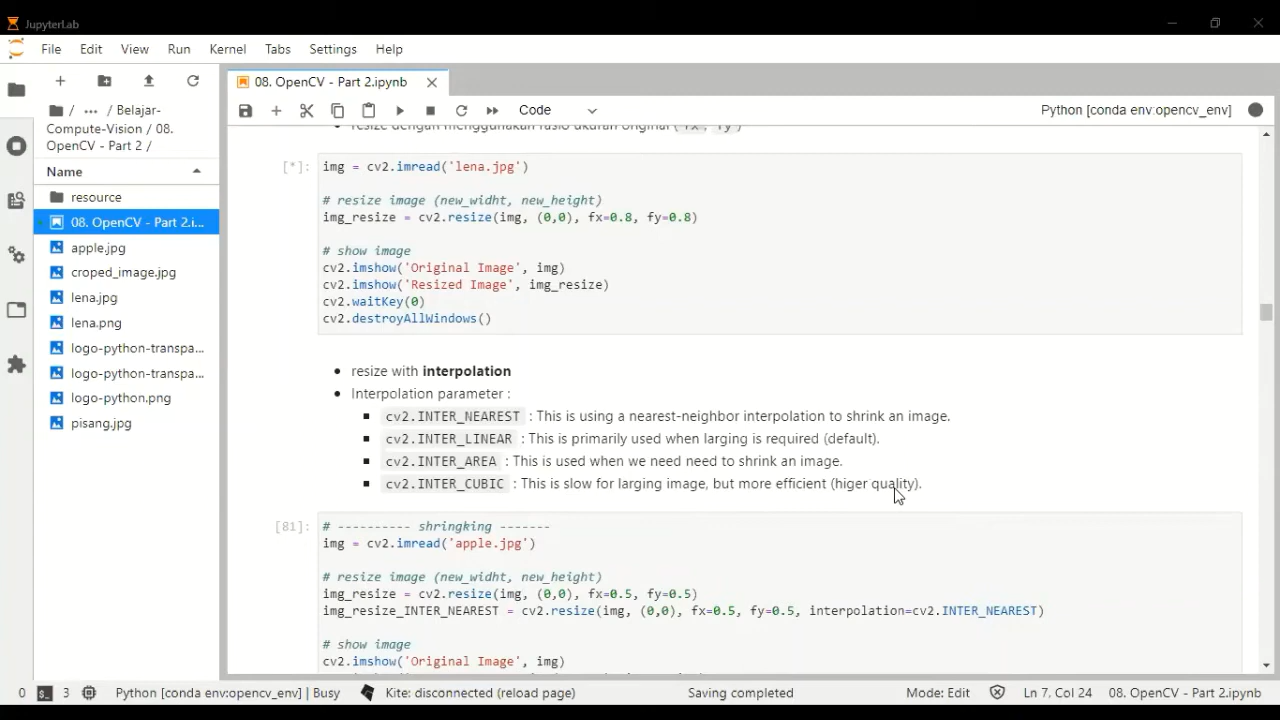 JupyterLab
File Edit View Run Kernel Tabs Settings Help
08. OpenCV - Part 2.ipynb
Code
Python [conda env:opencv_env]
/ ... / Belajar-
Compute-Vision / 08.
OpenCV - Part 2 /
Name
resource
08. OpenCV - Part 2.i...
apple.jpg
croped_image.jpg
lena.jpg
lena.png
logo-python-transpa...
logo-python-transpa...
logo-python.png
pisang.jpg
resize dengan menggunakan rasio ukuran original ( fx , fy )
[*]:
img = cv2.imread('lena.jpg')
# resize image (new_widht, new_height)
img_resize = cv2.resize(img, (0,0), fx=0.8, fy=0.8)
# show image
cv2.imshow('Original Image', img)
cv2.imshow('Resized Image', img_resize)
cv2.waitKey(0)
cv2.destroyAllWindows()
• resize with interpolation
• Interpolation parameter :
▪ cv2.INTER_NEAREST : This is using a nearest-neighbor interpolation to shrink an image.
▪ cv2.INTER_LINEAR : This is primarily used when larging is required (default).
▪ cv2.INTER_AREA : This is used when we need need to shrink an image.
▪ cv2.INTER_CUBIC : This is slow for larging image, but more efficient (higer quality).
[81]:
# ---------- shringking -------
img = cv2.imread('apple.jpg')
# resize image (new_widht, new_height)
img_resize = cv2.resize(img, (0,0), fx=0.5, fy=0.5)
img_resize_INTER_NEAREST = cv2.resize(img, (0,0), fx=0.5, fy=0.5, interpolation=cv2.INTER_NEAREST)
# show image
cv2.imshow('Original Image', img)
0 3 Python [conda env:opencv_env] | Busy Kite: disconnected (reload page) Saving completed Mode: Edit Ln 7, Col 24 08. OpenCV - Part 2.ipynb